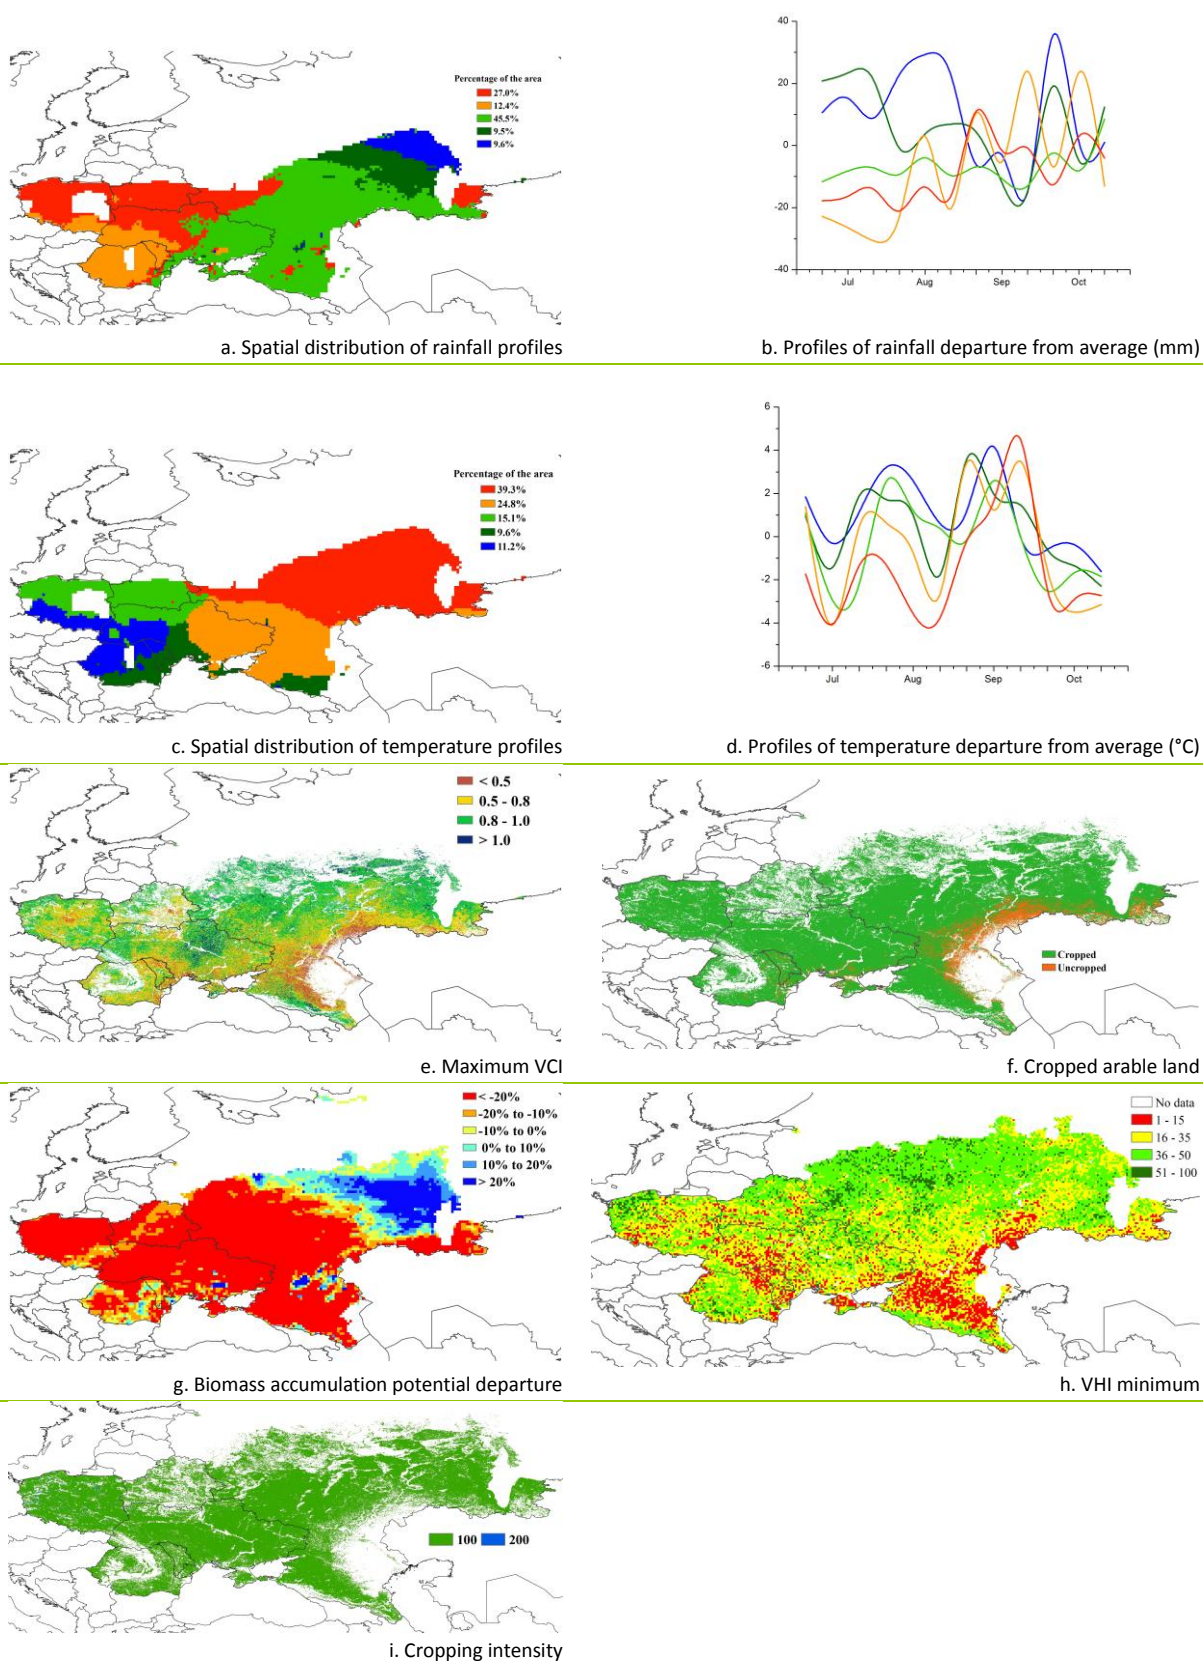 Percentage of the area
27.0%
12.4%
45.5%
9.5%
9.6%
a. Spatial distribution of rainfall profiles
40
20
0
-20
-40
Jul Aug Sep Oct
b. Profiles of rainfall departure from average (mm)
Percentage of the area
39.3%
24.8%
15.1%
9.6%
11.2%
c. Spatial distribution of temperature profiles
6
4
2
0
-2
-4
-6
Jul Aug Sep Oct
d. Profiles of temperature departure from average (°C)
< 0.5
0.5 - 0.8
0.8 - 1.0
> 1.0
e. Maximum VCI
Cropped
Uncropped
f. Cropped arable land
< -20%
-20% to -10%
-10% to 0%
0% to 10%
10% to 20%
> 20%
g. Biomass accumulation potential departure
No data
1 - 15
16 - 35
36 - 50
51 - 100
h. VHI minimum
100 200
i. Cropping intensity